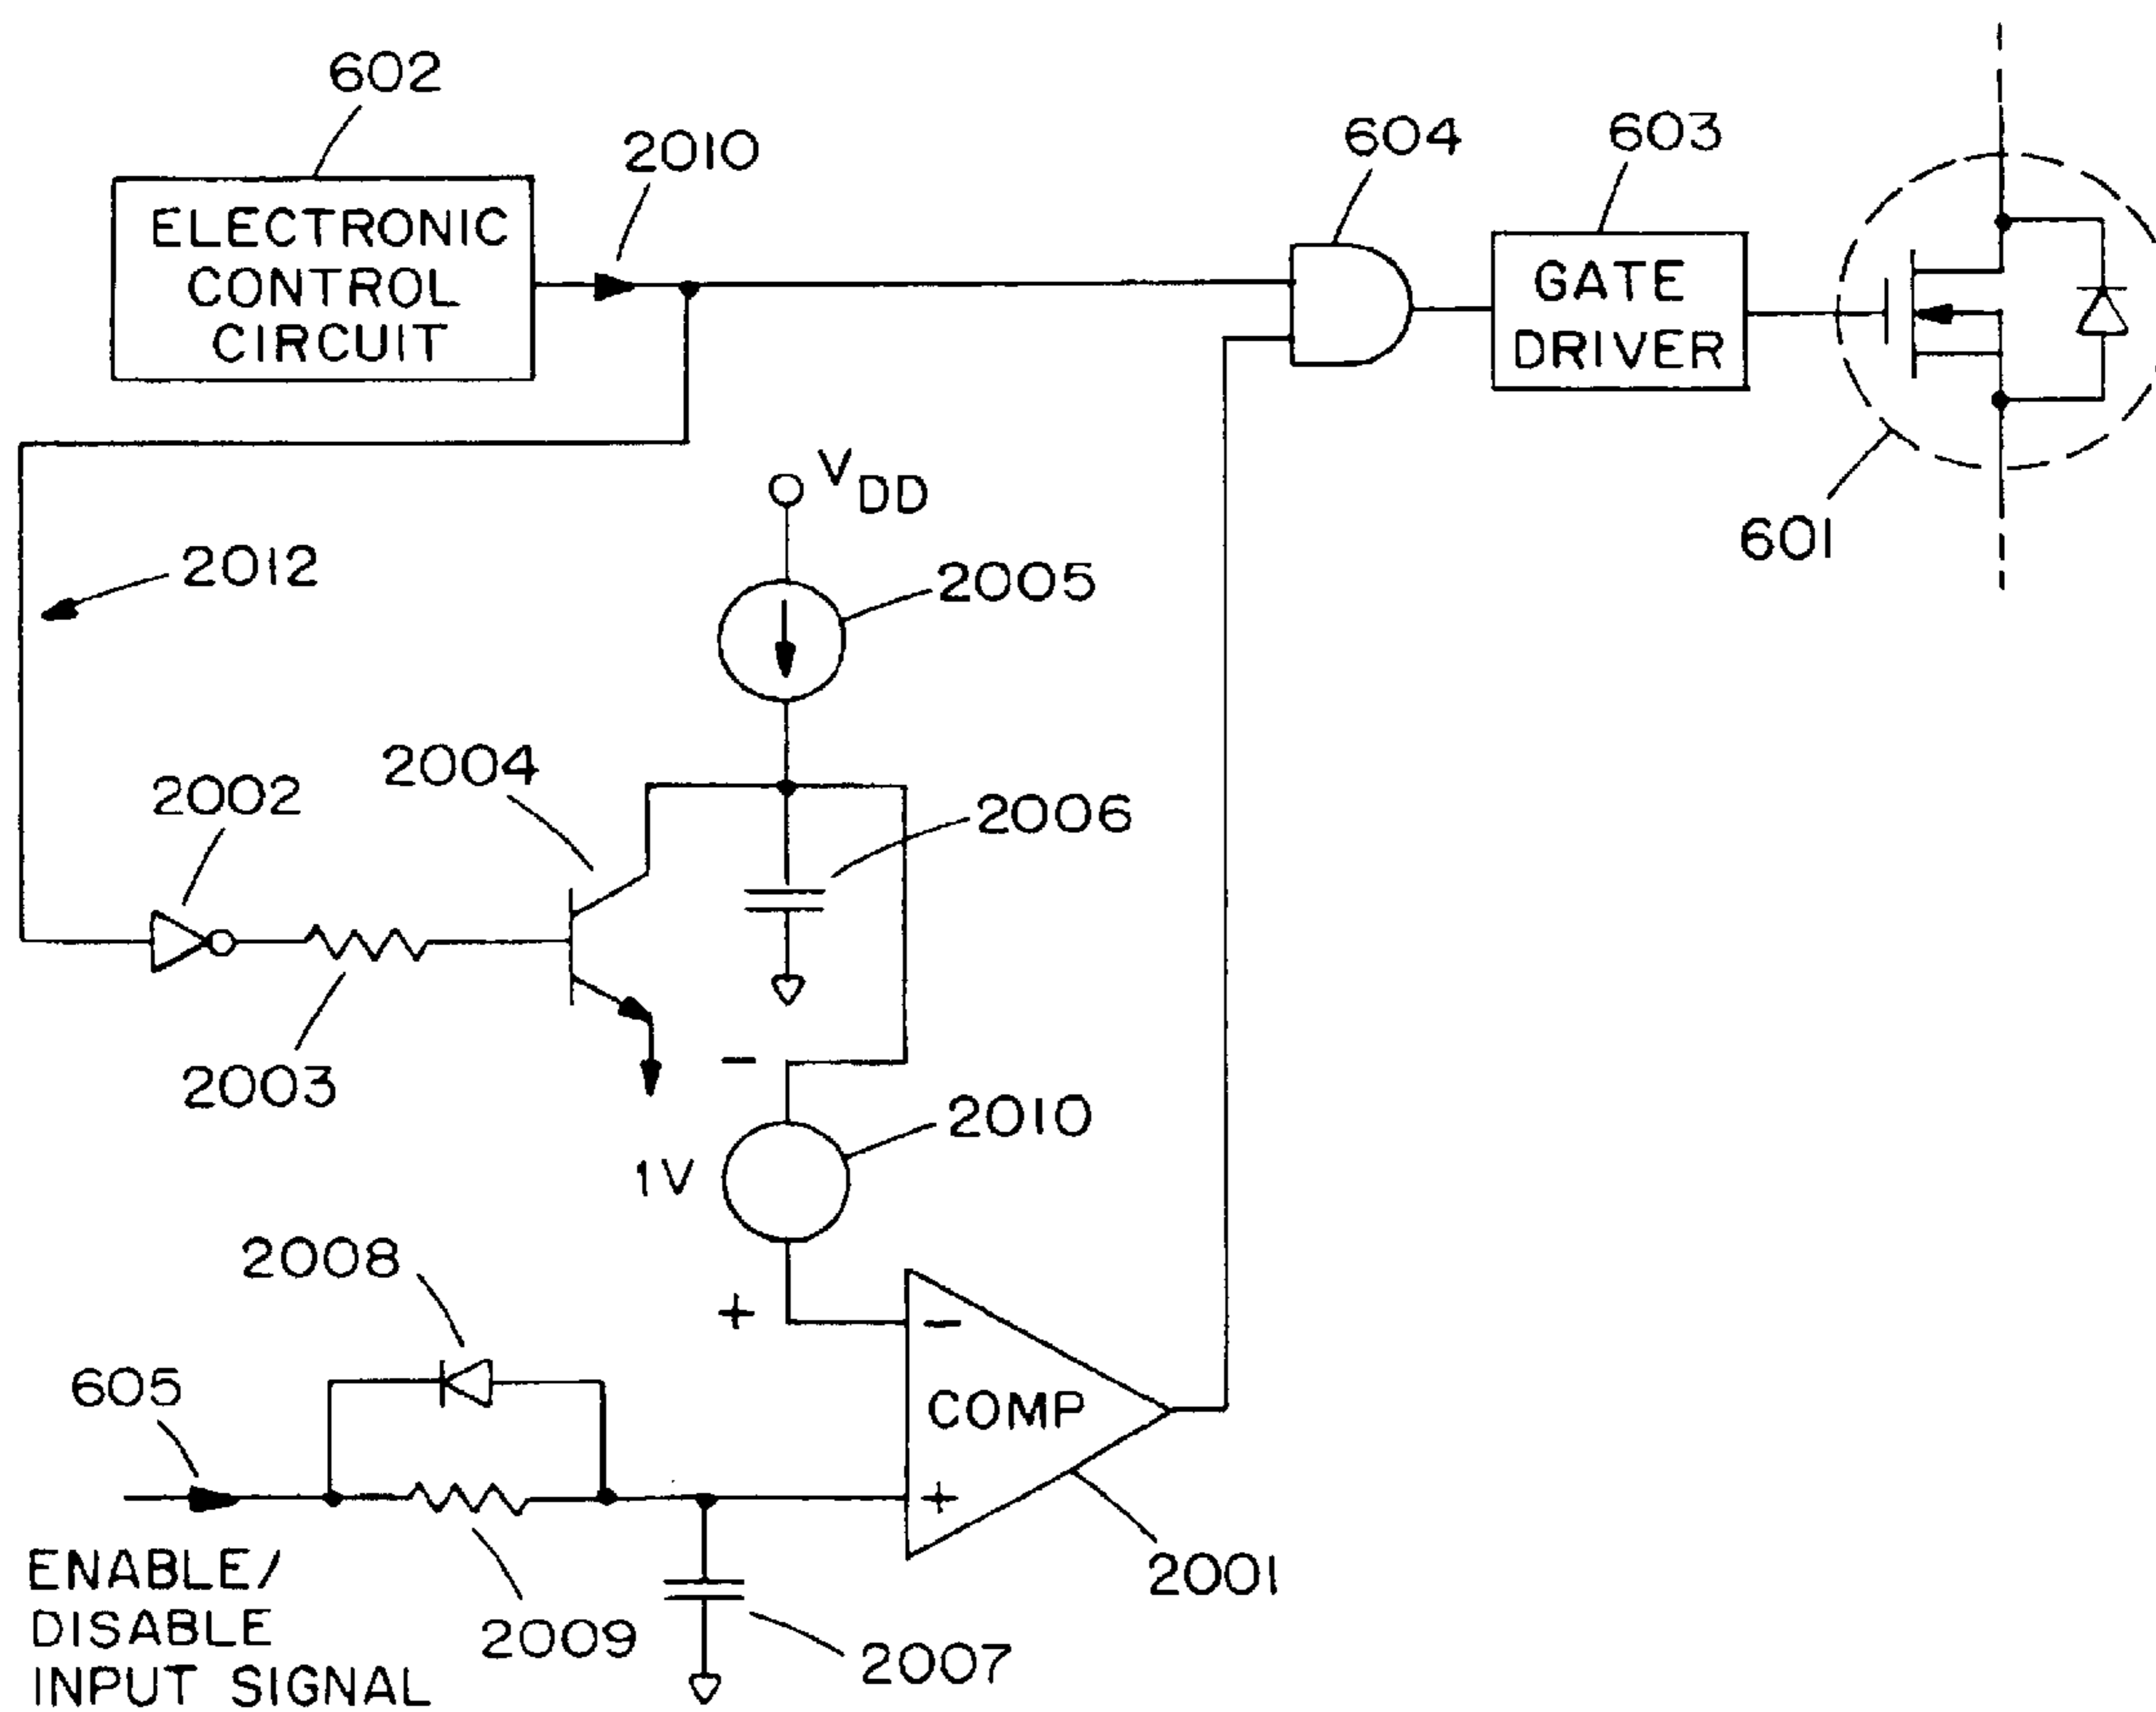 602
2010
604
603
ELECTRONIC
CONTROL
CIRCUIT
GATE
DRIVER
VDD
601
2012
2005
2004
2002
2006
2003
−
2010
1V
2008
+
−
605
COMP
+
ENABLE/
DISABLE
INPUT SIGNAL
2009
2007
2001